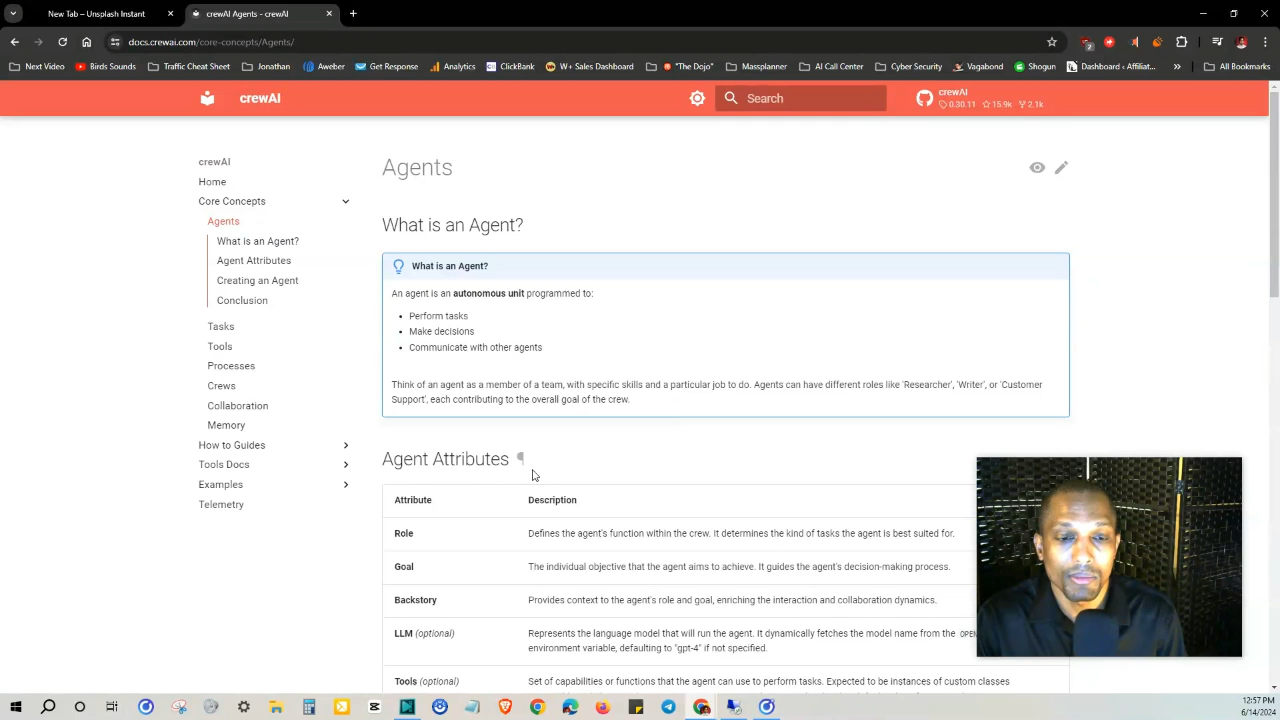 New Tab – Unsplash Instant
crewAI Agents - crewAI
docs.crewai.com/core-concepts/Agents/
2
Next Video
Birds Sounds
Traffic Cheat Sheet
Jonathan
Aweber
Get Response
Analytics
ClickBank
W+ Sales Dashboard
"The Dojo"
Massplanner
AI Call Center
Cyber Security
Vagabond
Shogun
Dashboard ‹ Affiliat...
»
All Bookmarks
crewAI
Search
crewAI
0.30.11 15.9k 2.1k
crewAI
Home
Core Concepts
Agents
What is an Agent?
Agent Attributes
Creating an Agent
Conclusion
Tasks
Tools
Processes
Crews
Collaboration
Memory
How to Guides
Tools Docs
Examples
Telemetry
Agents
What is an Agent?
What is an Agent?
An agent is an autonomous unit programmed to:
• Perform tasks
• Make decisions
• Communicate with other agents
Think of an agent as a member of a team, with specific skills and a particular job to do. Agents can have different roles like 'Researcher', 'Writer', or 'Customer
Support', each contributing to the overall goal of the crew.
Agent Attributes ¶
Attribute Description
Role Defines the agent's function within the crew. It determines the kind of tasks the agent is best suited for.
Goal The individual objective that the agent aims to achieve. It guides the agent's decision-making process.
Backstory Provides context to the agent's role and goal, enriching the interaction and collaboration dynamics.
LLM (optional) Represents the language model that will run the agent. It dynamically fetches the model name from the
environment variable, defaulting to "gpt-4" if not specified.
Tools (optional) Set of capabilities or functions that the agent can use to perform tasks. Expected to be instances of custom classes
12:57 PM
6/14/2024